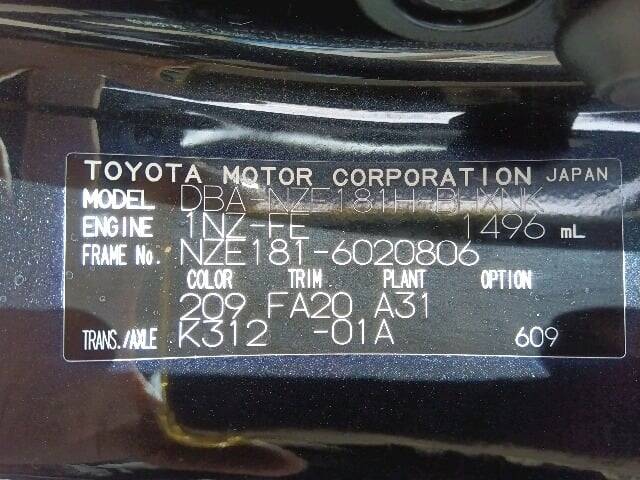 TOYOTA MOTOR CORPORATION JAPAN
MODEL DBA-NZE181H-BHXNK
ENGINE 1NZ-FE 1496 mL
FRAME No. NZE181-6020806
COLOR TRIM PLANT OPTION
209 FA20 A31
TRANS./AXLE K312 -01A 609